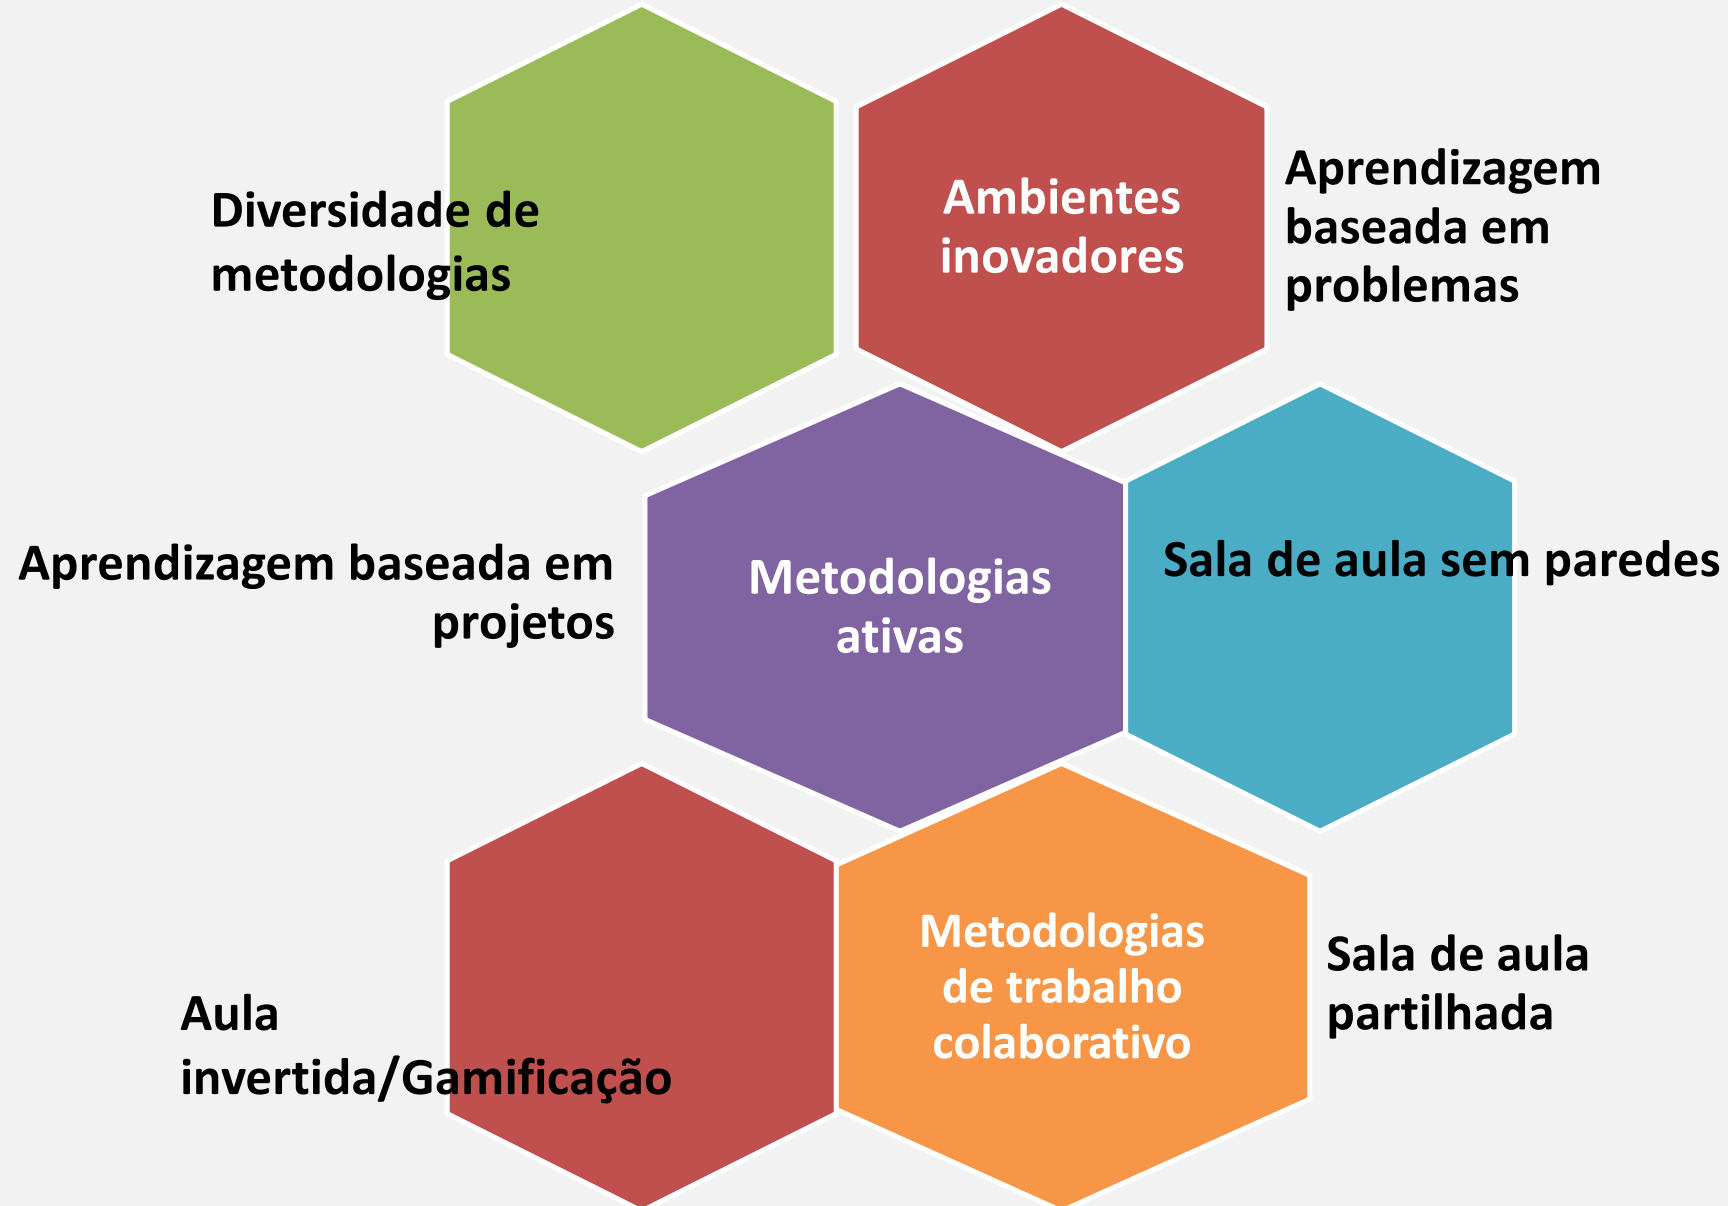 Diversidade de
metodologias
Ambientes
inovadores
Aprendizagem
baseada em
problemas
Aprendizagem baseada em
projetos
Metodologias
ativas
Sala de aula sem paredes
Aula
invertida/Gamificação
Metodologias
de trabalho
colaborativo
Sala de aula
partilhada